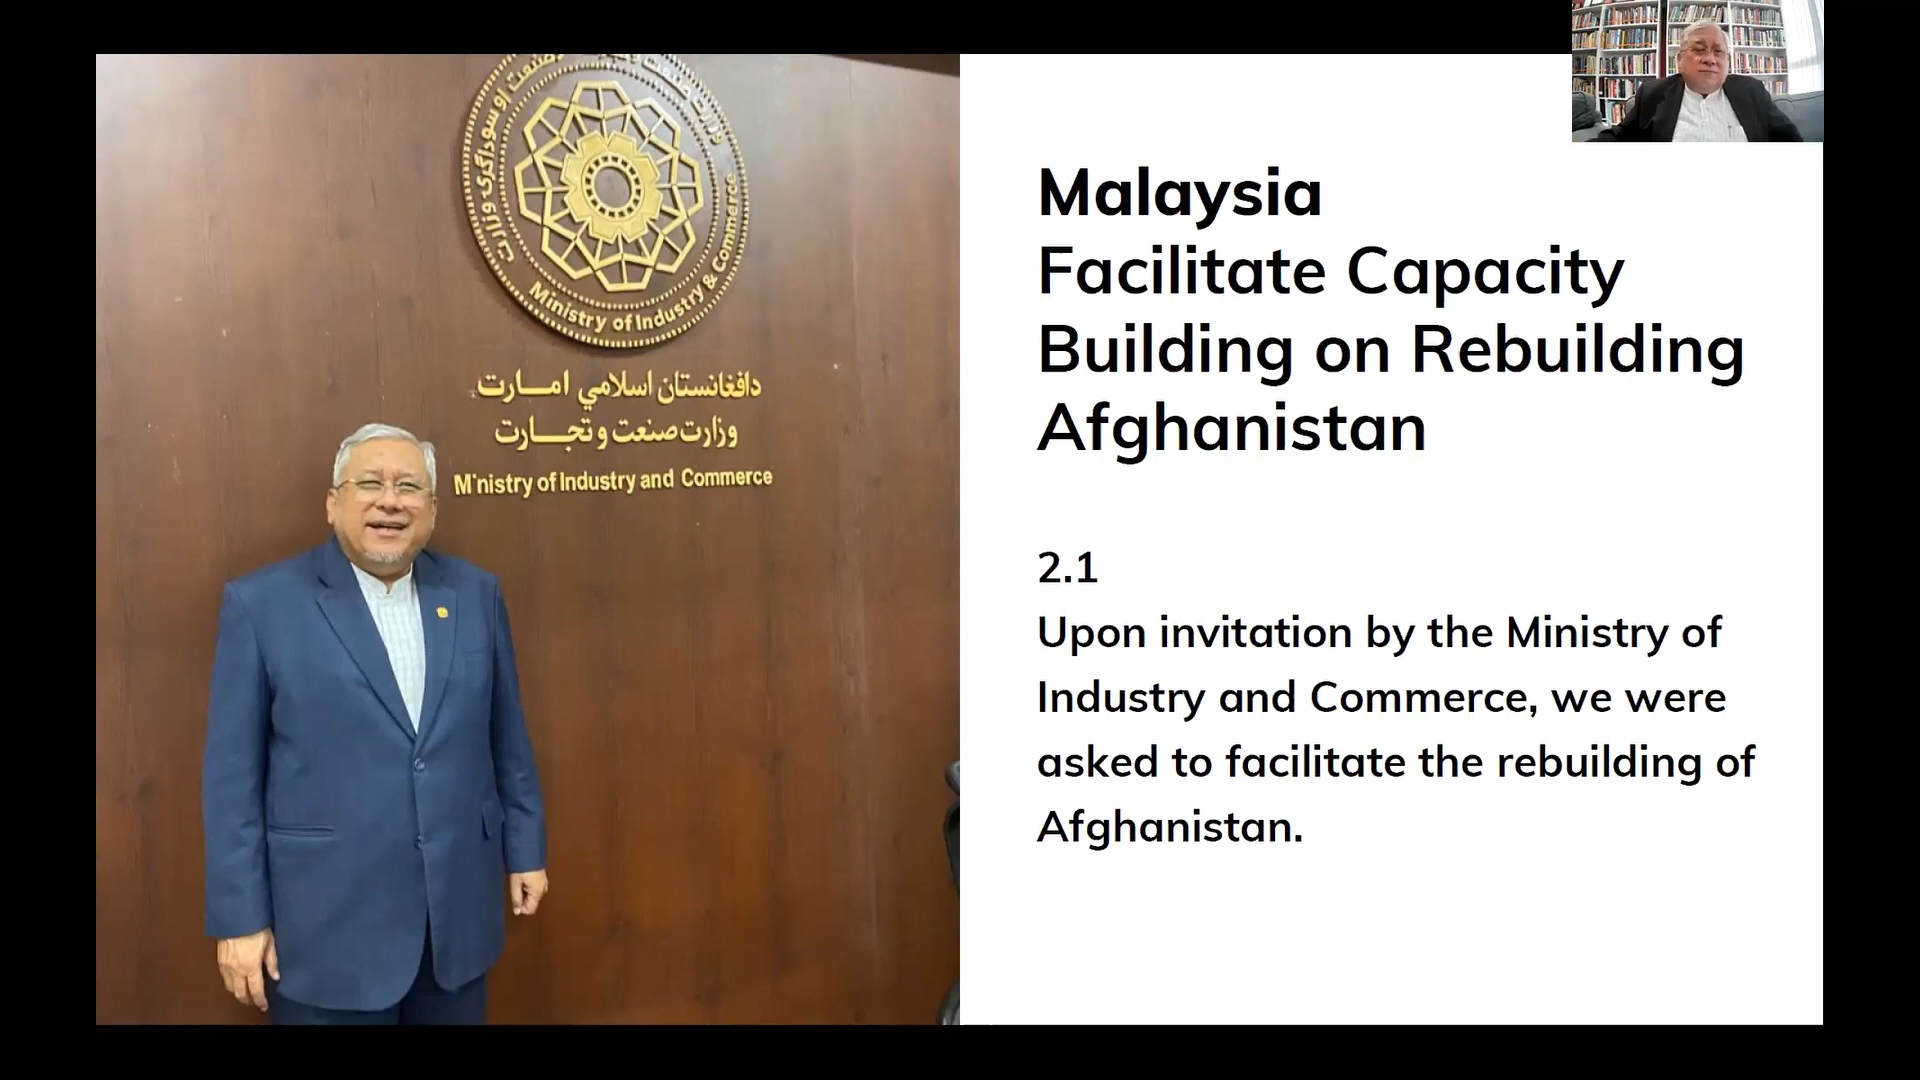 Ministry of Industry & Commerce
دافغانستان اسلامي امــارت
وزارت صنعت و تجــارت
M'nistry of Industry and Commerce
Malaysia
Facilitate Capacity
Building on Rebuilding
Afghanistan
2.1
Upon invitation by the Ministry of
Industry and Commerce, we were
asked to facilitate the rebuilding of
Afghanistan.